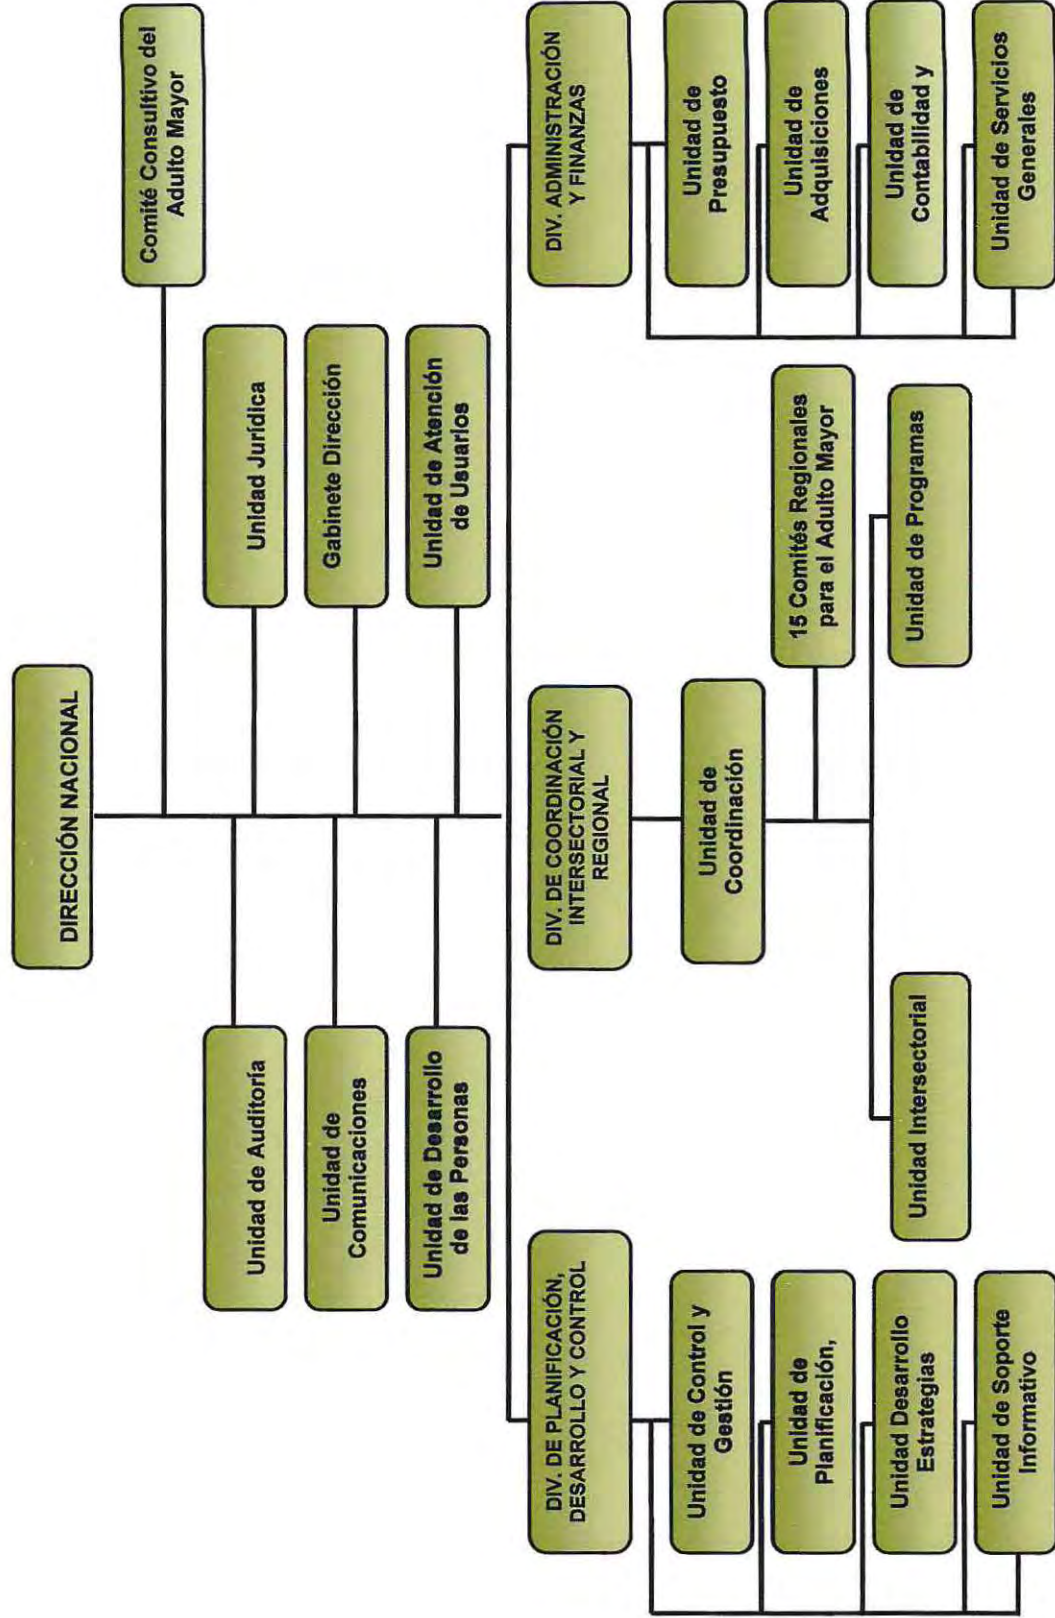 DIRECCIÓN NACIONAL
Comité Consultivo del
Adulto Mayor
Unidad de Auditoría
Unidad Jurídica
Unidad de
Comunicaciones
Gabinete Dirección
Unidad de Desarrollo
de las Personas
Unidad de Atención
de Usuarios
DIV. DE PLANIFICACIÓN,
DESARROLLO Y CONTROL
DIV. DE COORDINACIÓN
INTERSECTORIAL Y
REGIONAL
DIV. ADMINISTRACIÓN
Y FINANZAS
Unidad de Control y
Gestión
Unidad de
Planificación,
Unidad Desarrollo
Estrategias
Unidad de Soporte
Informativo
Unidad de
Coordinación
15 Comités Regionales
para el Adulto Mayor
Unidad Intersectorial
Unidad de Programas
Unidad de
Presupuesto
Unidad de
Adquisiciones
Unidad de
Contabilidad y
Unidad de Servicios
Generales